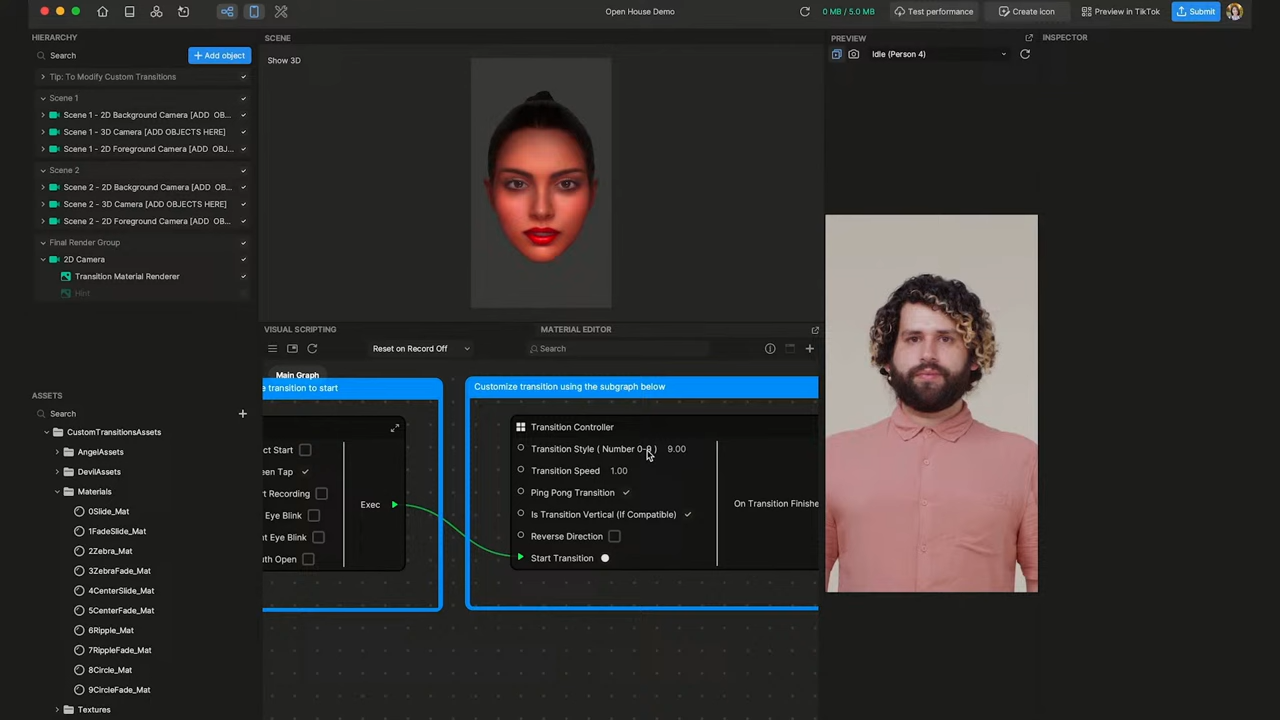 Open House Demo
0 MB / 5.0 MB
Test performance
Create icon
Preview in TikTok
Submit
HIERARCHY
Search
Add object
Tip: To Modify Custom Transitions
Scene 1
Scene 1 - 2D Background Camera [ADD OB...
Scene 1 - 3D Camera [ADD OBJECTS HERE]
Scene 1 - 2D Foreground Camera [ADD OBJ...
Scene 2
Scene 2 - 2D Background Camera [ADD OB...
Scene 2 - 3D Camera [ADD OBJECTS HERE]
Scene 2 - 2D Foreground Camera [ADD OBJ...
Final Render Group
2D Camera
Transition Material Renderer
Hint
ASSETS
Search
CustomTransitionsAssets
AngelAssets
DevilAssets
Materials
0Slide_Mat
1FadeSlide_Mat
2Zebra_Mat
3ZebraFade_Mat
4CenterSlide_Mat
5CenterFade_Mat
6Ripple_Mat
7RippleFade_Mat
8Circle_Mat
9CircleFade_Mat
Textures
SCENE
Show 3D
VISUAL SCRIPTING
MATERIAL EDITOR
Reset on Record Off
Search
Main Graph
e transition to start
ct Start
en Tap
rt Recording
Eye Blink
ht Eye Blink
uth Open
Exec
Customize transition using the subgraph below
Transition Controller
Transition Style ( Number 0-9 ) 9.00
Transition Speed 1.00
Ping Pong Transition
Is Transition Vertical (If Compatible)
Reverse Direction
Start Transition
On Transition Finishe
PREVIEW
Idle (Person 4)
INSPECTOR